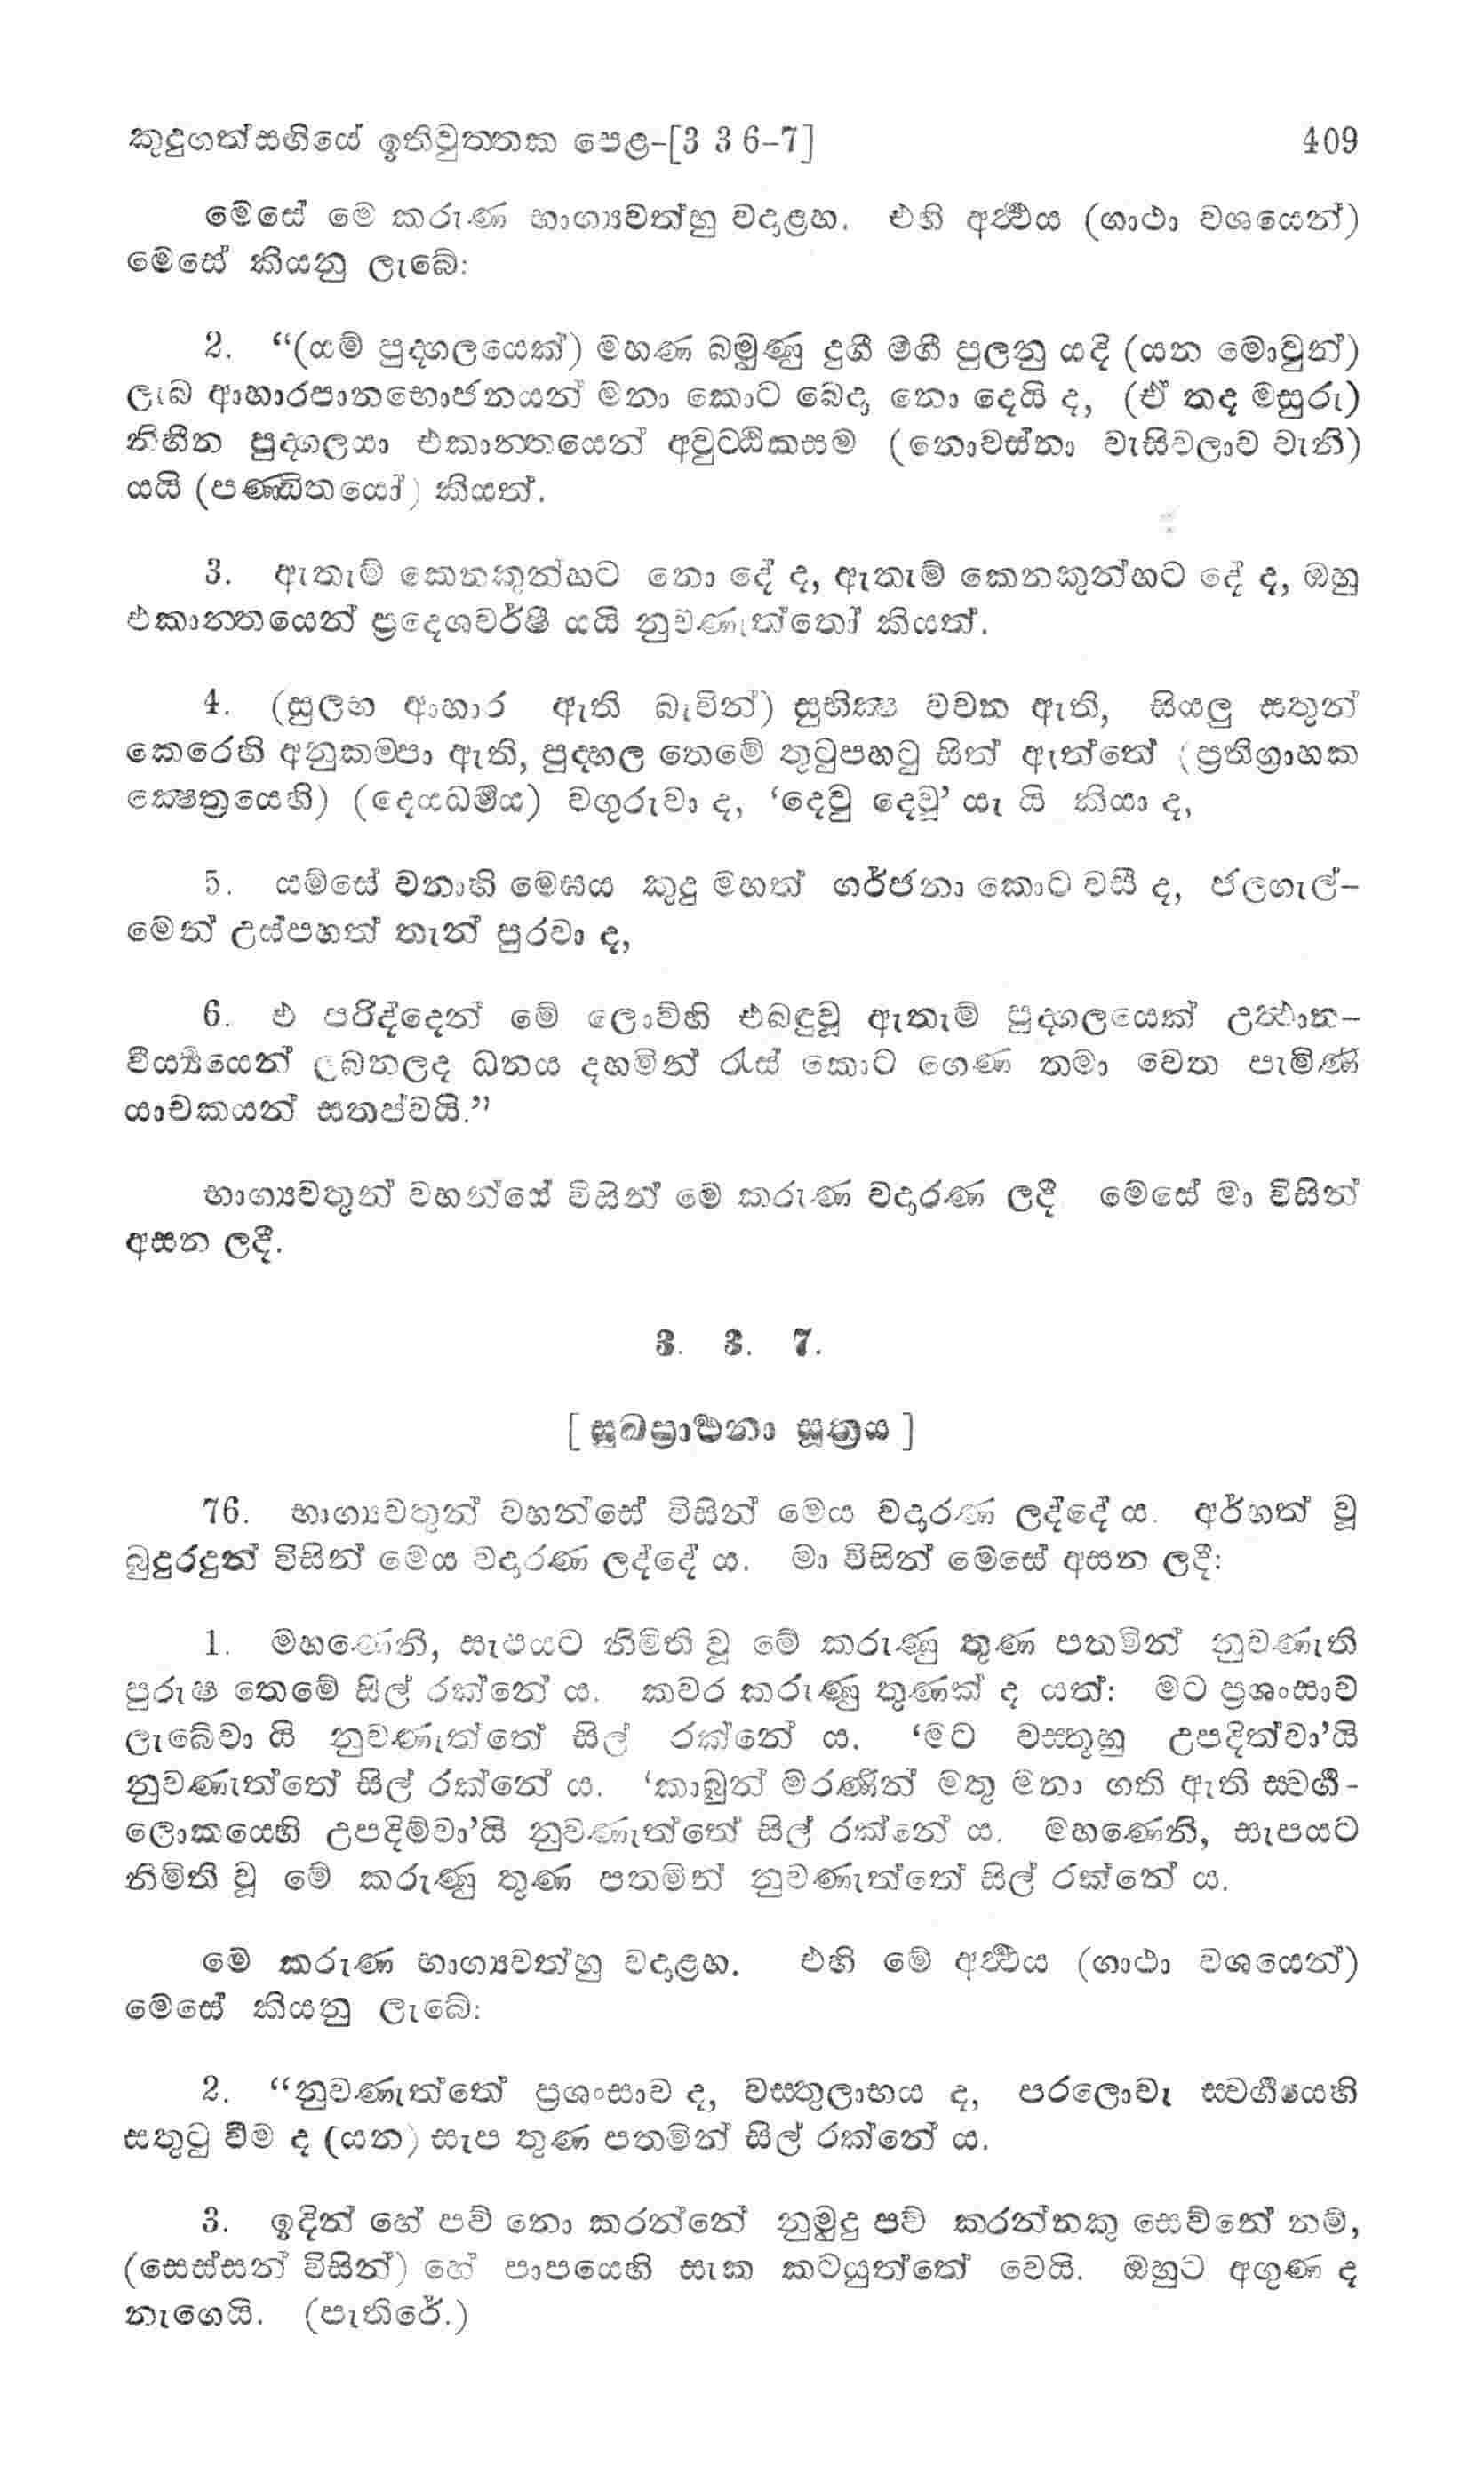 කුදුගත්සඟියේ ඉතිවුත්තක පෙළ-[3 3 6-7] 409
මෙසේ මෙ කරුණ භාග්‍යවත්හු වදාළහ. එහි අර්‍ත්‍ථය (ගාථා වශයෙන්)
මෙසේ කියනු ලැබේ:
2. “(යම් පුද්ගලයෙක්) මහණ බමුණු දුගී මගී පුලනු යදි (යන මොවුන්)
ලැබ ආහාරපානභොජනයන් මනා කොට බෙදා නො දෙයි ද, (ඒ තද මසුරු)
නිහීන පුද්ගලයා එකාන්තයෙන් අවුට්ඨිකසම (නොවස්නා වැසිවලාව වැනි)
යයි (පණ්ඩිතයෝ) කියත්.
3. ඇතැම් කෙනකුන්හට නො දේ ද, ඇතැම් කෙනකුන්හට දේ ද, ඔහු
එකාන්තයෙන් ප්‍රදෙශවර්ෂී යයි නුවණැත්තෝ කියත්.
4. (සුලභ ආහාර ඇති බැවින්) සුභික්‍ෂ වචන ඇති, සියලු සතුන්
කෙරෙහි අනුකම්පා ඇති, පුද්ගල තෙමේ තුටුපහටු සිත් ඇත්තේ (ප්‍රතිග්‍රාහක
ක්‍ෂෙත්‍රයෙහි) (දෙයධර්‍මය) වගුරුවා ද, ‘දෙවු දෙවූ’ යැ යි කියා ද,
5. යම්සේ වනාහි මෙඝය කුදු මහත් ගර්ජනා කොට වසී ද, ජලගැල්-
මෙන් උස්පහත් තැන් පුරවා ද,
6. එ පරිද්දෙන් මේ ලොව්හි එබඳුවූ ඇතැම් පුද්ගලයෙක් උත්‍ථාන-
වීර්‍ය්‍යයෙන් ලබනලද ධනය දහමින් රැස් කොට ගෙණ තමා වෙත පැමිණි
යාචකයන් සතප්වයි.”
භාග්‍යවතුන් වහන්සේ විසින් මේ කරුණ වදාරණ ලදී මෙසේ මා විසින්
අසන ලදී.
3. 3. 7.
[සුඛප්‍රාර්‍ථනා සූත්‍රය]
76. භාග්‍යවතුන් වහන්සේ විසින් මෙය වදාරණ ලද්දේ ය. අර්හත් වූ
බුදුරදුන් විසින් මෙය වදාරණ ලද්දේ ය. මා විසින් මෙසේ අසන ලදී:
1. මහණෙනි, සැපයට නිමිති වූ මේ කරුණු තුණ පතමින් නුවණැති
පුරුෂ තෙමේ සිල් රක්නේ ය. කවර කරුණු තුණක් ද යත්: මට ප්‍රශංසාව
ලැබේවා යි නුවණැත්තේ සිල් රක්නේ ය. ‘මට වස්තූහු උපදිත්වා’යි
නුවණැත්තේ සිල් රක්නේ ය. ‘කාබුන් මරණින් මතු මනා ගති ඇති ස්වර්‍ග-
ලොකයෙහි උපදිම්වා’යි නුවණැත්තේ සිල් රක්නේ ය. මහණෙනි, සැපයට
නිමිති වූ මේ කරුණු තුණ පතමින් නුවණැත්තේ සිල් රක්තේ ය.
මෙ කරුණ භාග්‍යවත්හු වදාළහ. එහි මේ අර්‍ත්‍ථය (ගාථා වශයෙන්)
මෙසේ කියනු ලැබේ:
2. “නුවණැත්තේ ප්‍රශංසාව ද, වස්තුලාභය ද, පරලොවැ ස්වර්‍ගයෙහි
සතුටු වීම ද (යන) සැප තුණ පතමින් සිල් රක්නේ ය.
3. ඉදින් හේ පව් නො කරන්නේ නුමුදු පව් කරන්නකු සෙව්නේ නම්,
(සෙස්සන් විසින්) හේ පාපයෙහි සැක කටයුත්තේ වෙයි. ඔහුට අගුණ ද
නැගෙයි. (පැතිරේ.)